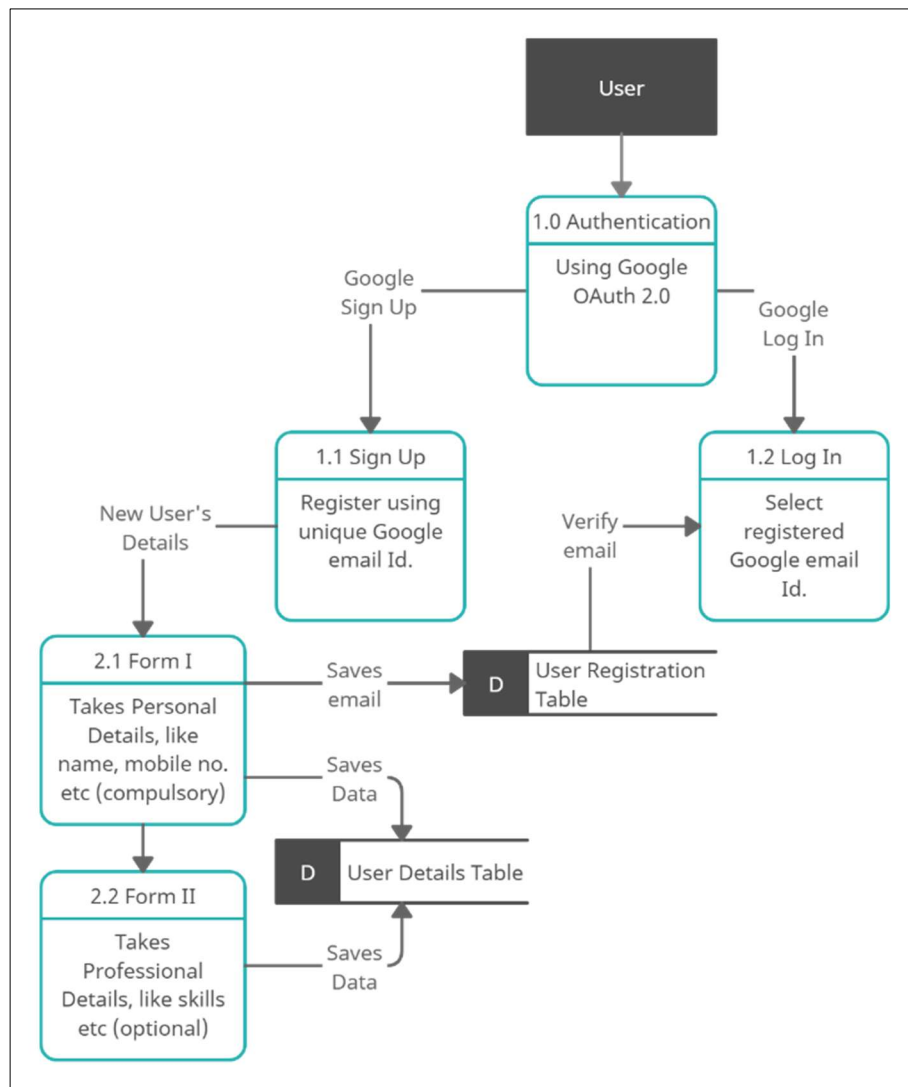 User
1.0 Authentication
Using Google
OAuth 2.0
Google
Sign Up
Google
Log In
1.1 Sign Up
Register using
unique Google
email Id.
1.2 Log In
Select
registered
Google email
Id.
New User's
Details
Verify
email
2.1 Form I
Takes Personal
Details, like
name, mobile no.
etc (compulsory)
Saves
email
D
User Registration
Table
Saves
Data
D
User Details Table
2.2 Form II
Takes
Professional
Details, like skills
etc (optional)
Saves
Data